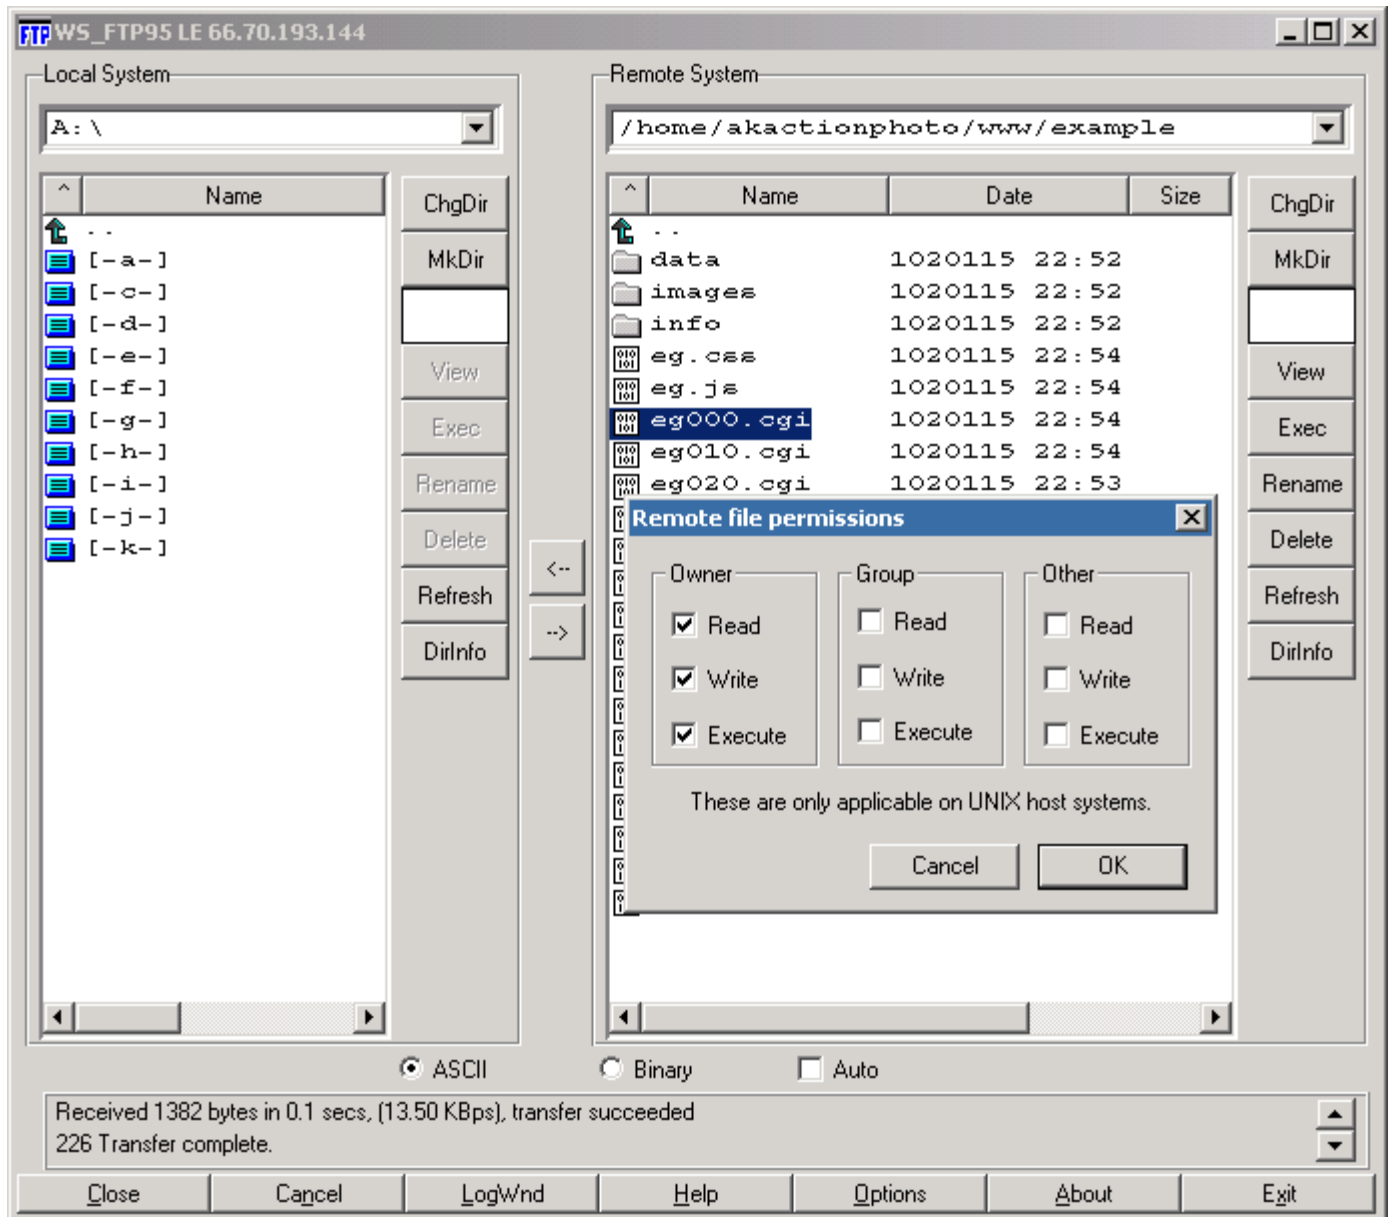 FTP WS_FTP95 LE 66.70.193.144
Local System
A:\
^ Name
..
[-a-]
[-c-]
[-d-]
[-e-]
[-f-]
[-g-]
[-h-]
[-i-]
[-j-]
[-k-]
ChgDir
MkDir
View
Exec
Rename
Delete
Refresh
DirInfo
<--
-->
Remote System
/home/akactionphoto/www/example
^ Name Date Size
..
data 1020115 22:52
images 1020115 22:52
info 1020115 22:52
eg.css 1020115 22:54
eg.js 1020115 22:54
eg000.cgi 1020115 22:54
eg010.cgi 1020115 22:54
eg020.cgi 1020115 22:53
ChgDir
MkDir
View
Exec
Rename
Delete
Refresh
DirInfo
Remote file permissions
Owner Group Other
Read Read Read
Write Write Write
Execute Execute Execute
These are only applicable on UNIX host systems.
Cancel OK
ASCII Binary Auto
Received 1382 bytes in 0.1 secs, (13.50 KBps), transfer succeeded
226 Transfer complete.
Close Cancel LogWnd Help Options About Exit